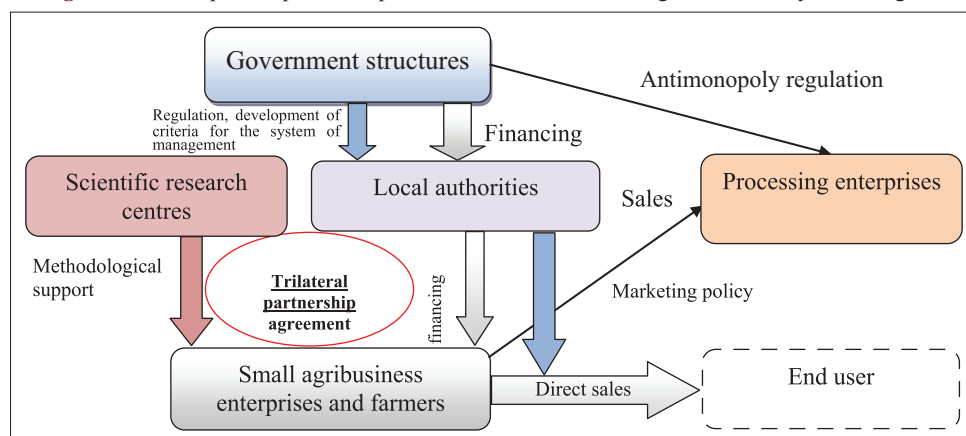 Government structures
Antimonopoly regulation
Regulation, development of
criteria for the system of
management
Financing
Scientific research
centres
Local authorities
Processing enterprises
Sales
Methodological
support
Trilateral
partnership
agreement
financing
Marketing policy
Small agribusiness
enterprises and farmers
Direct sales
End user